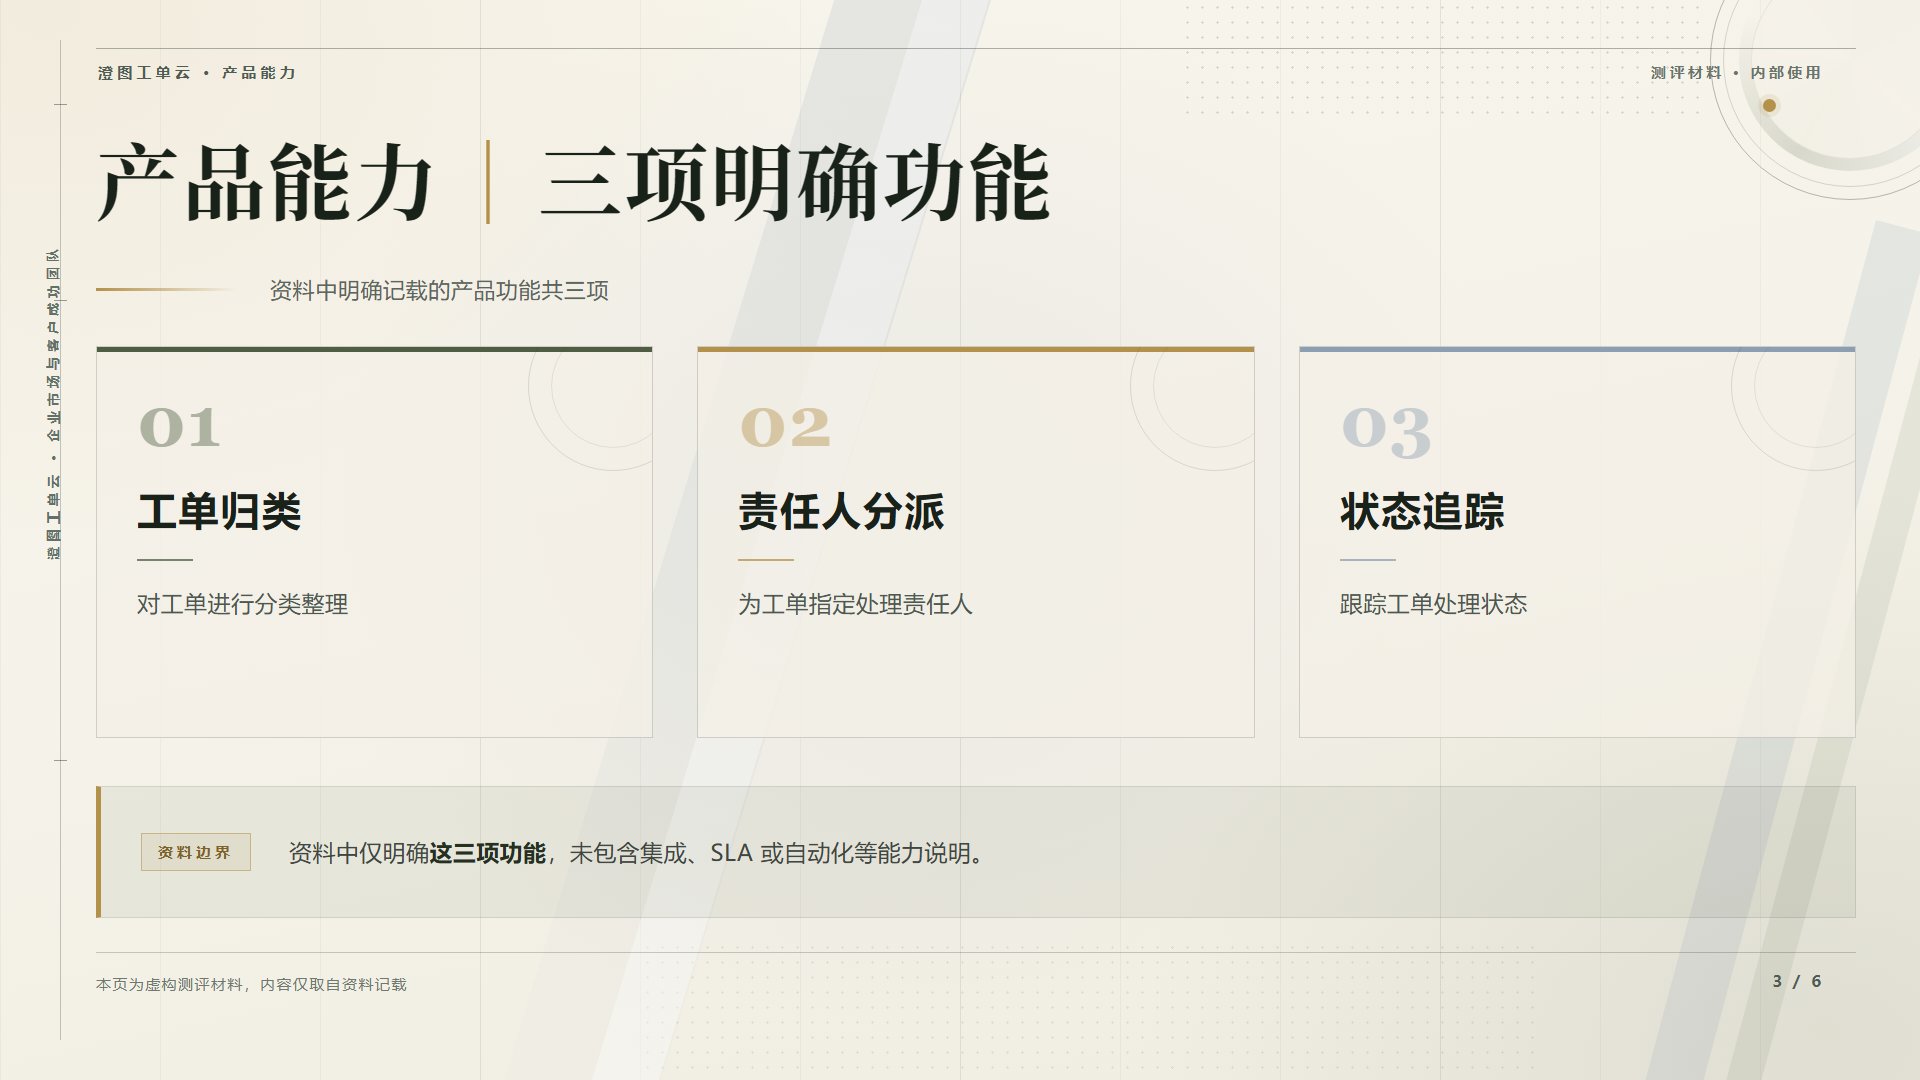 澄图工单云 • 产品能力
测评材料 • 内部使用
产品能力 | 三项明确功能
资料中明确记载的产品功能共三项
澄图工单云 • 企业市场与客户成功团队
01
工单归类
对工单进行分类整理
02
责任人分派
为工单指定处理责任人
03
状态追踪
跟踪工单处理状态
资料边界
资料中仅明确这三项功能，未包含集成、SLA 或自动化等能力说明。
本页为虚构测评材料，内容仅取自资料记载
3 / 6